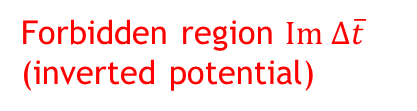 Forbidden region Im Δt̄
(inverted potential)